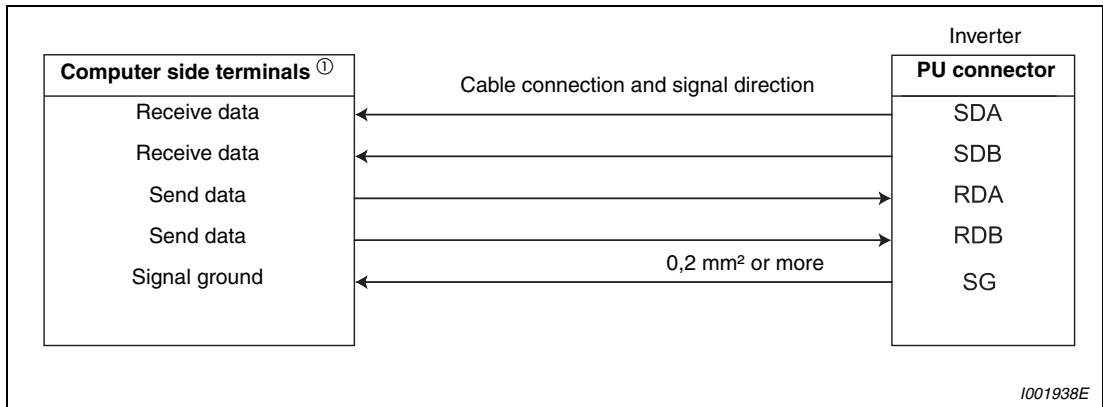 Inverter
Computer side terminals ①
PU connector
Cable connection and signal direction
Receive data
SDA
Receive data
SDB
Send data
RDA
Send data
RDB
0,2 mm² or more
Signal ground
SG
I001938E